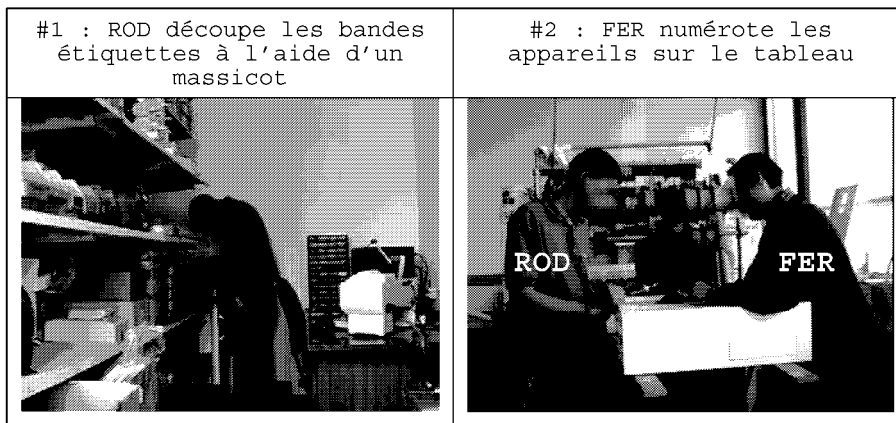 #1 : ROD découpe les bandes
étiquettes à l'aide d'un
massicot
#2 : FER numérote les
appareils sur le tableau
ROD
FER